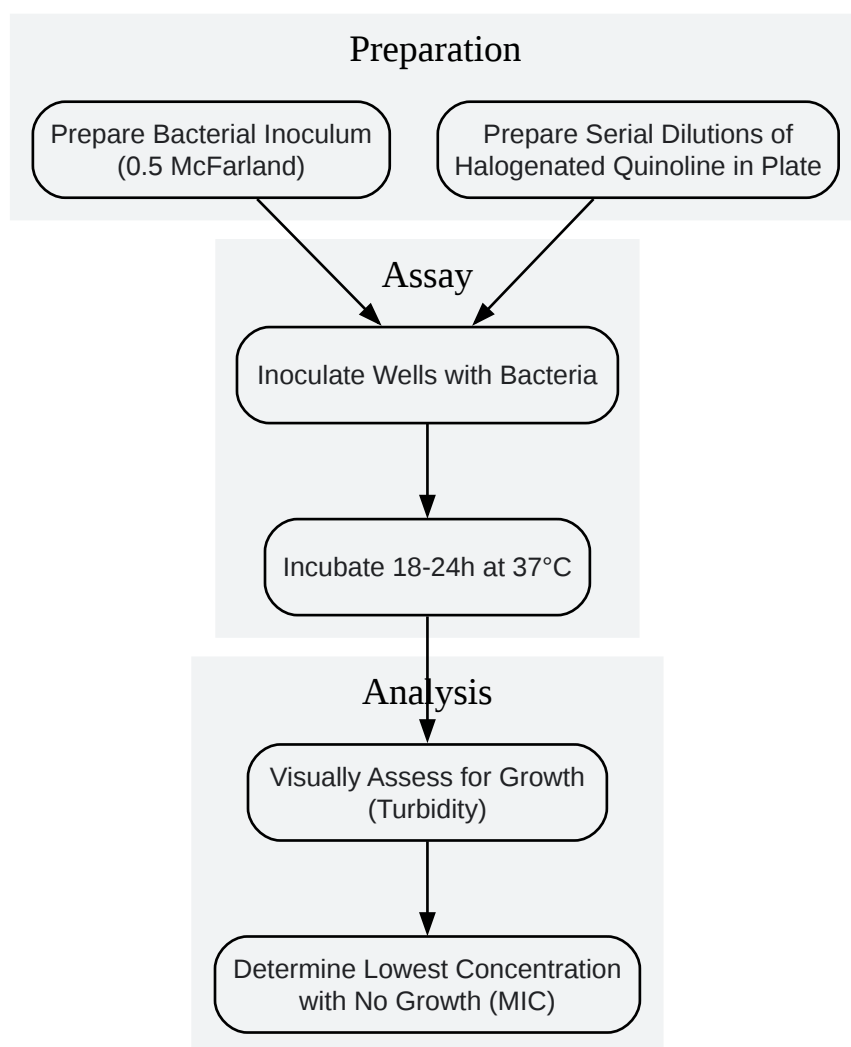 Preparation
Prepare Bacterial Inoculum
(0.5 McFarland)
Prepare Serial Dilutions of
Halogenated Quinoline in Plate
Assay
Inoculate Wells with Bacteria
Incubate 18-24h at 37°C
Analysis
Visually Assess for Growth
(Turbidity)
Determine Lowest Concentration
with No Growth (MIC)